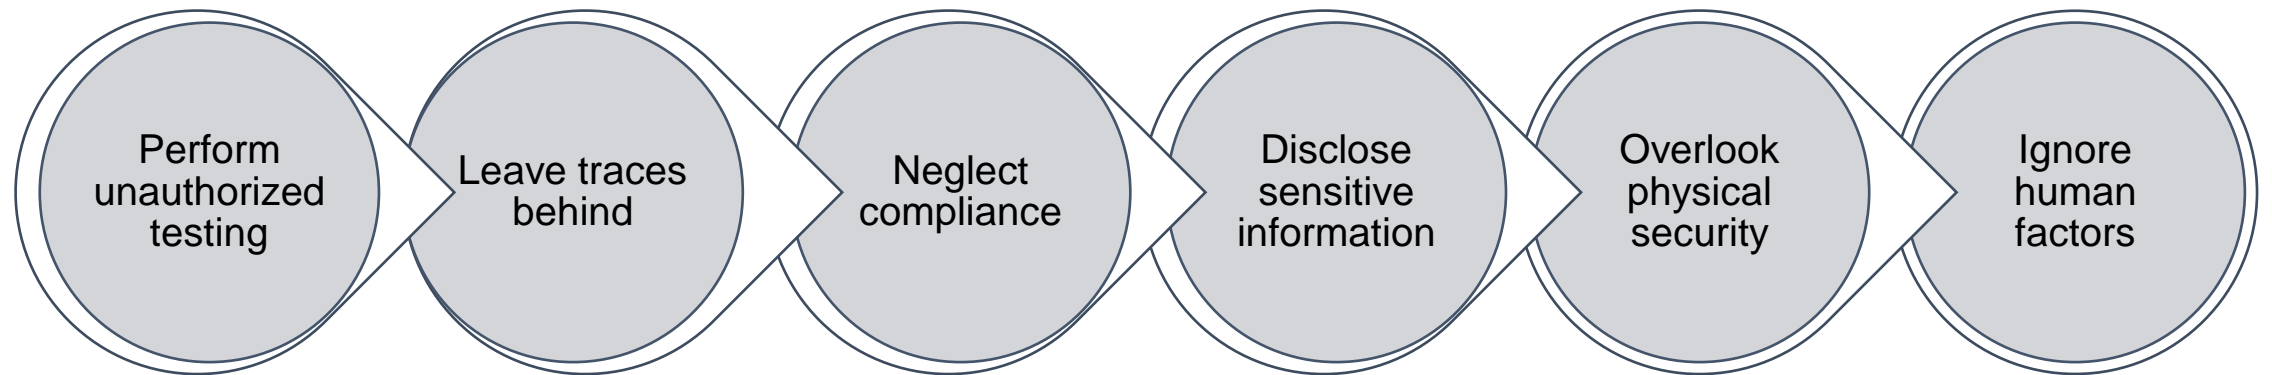 Perform
unauthorized
testing
Leave traces
behind
Neglect
compliance
Disclose
sensitive
information
Overlook
physical
security
Ignore
human
factors